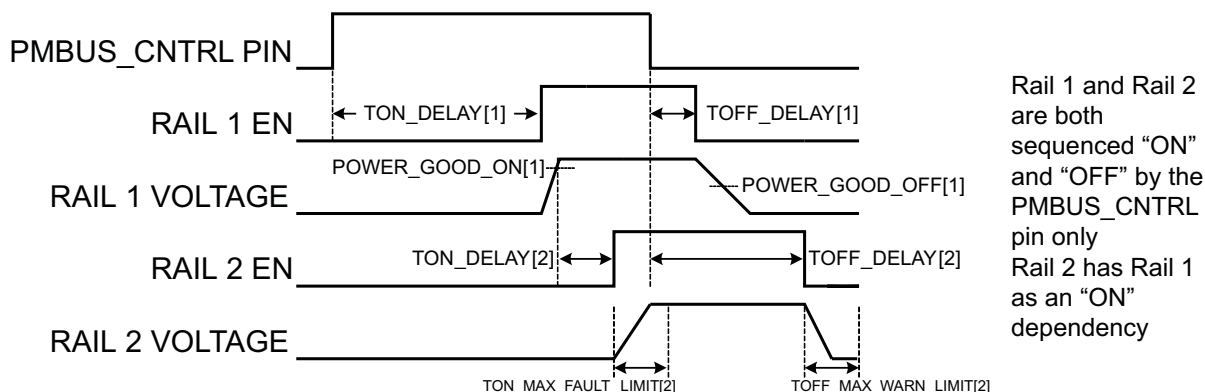 PMBUS_CNTRL PIN
RAIL 1 EN
TON_DELAY[1]
TOFF_DELAY[1]
POWER_GOOD_ON[1]
RAIL 1 VOLTAGE
POWER_GOOD_OFF[1]
RAIL 2 EN
TON_DELAY[2]
TOFF_DELAY[2]
RAIL 2 VOLTAGE
TON_MAX_FAULT_LIMIT[2]
TOFF_MAX_WARN_LIMIT[2]
Rail 1 and Rail 2
are both
sequenced “ON”
and “OFF” by the
PMBUS_CNTRL
pin only
Rail 2 has Rail 1
as an “ON”
dependency